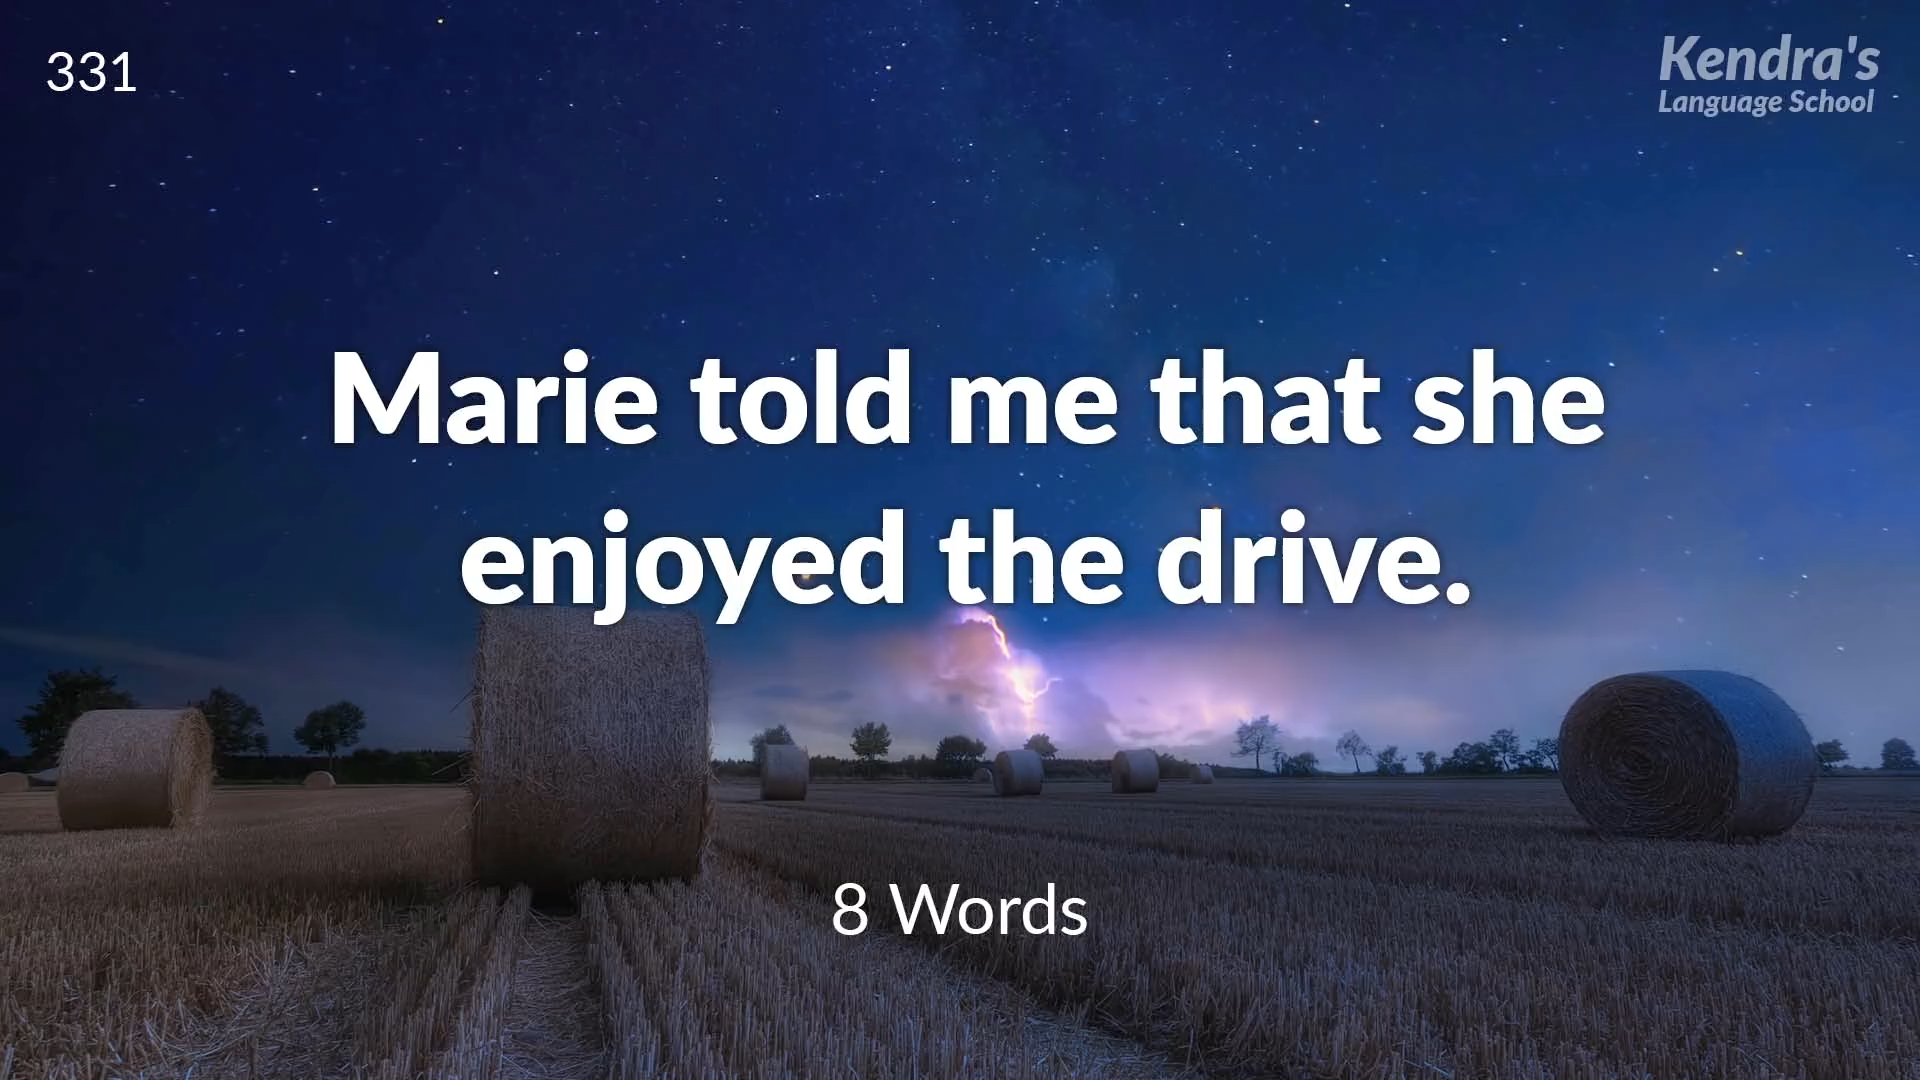 331
Kendra's
Language School
Marie told me that she
enjoyed the drive.
8 Words